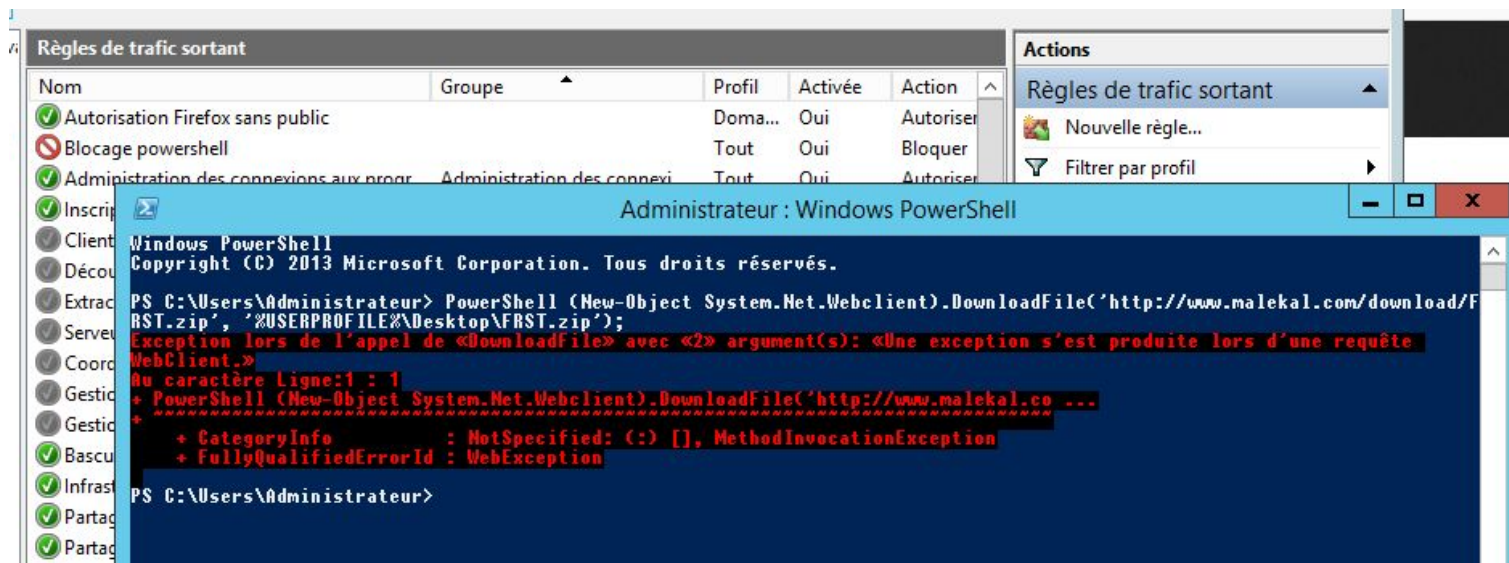 Règles de trafic sortant
Nom Groupe Profil Activée Action
Autorisation Firefox sans public Doma... Oui Autoriser
Blocage powershell Tout Oui Bloquer
Administration des connexions aux progr... Administration des connexi... Tout Oui Autoriser
Inscrip
Client
Décou
Extrac
Serveu
Coord
Gestio
Gestio
Bascu
Infrast
Partag
Partag
Actions
Règles de trafic sortant
Nouvelle règle...
Filtrer par profil
Administrateur : Windows PowerShell
Windows PowerShell
Copyright (C) 2013 Microsoft Corporation. Tous droits réservés.
PS C:\Users\Administrateur> PowerShell (New-Object System.Net.Webclient).DownloadFile('http://www.malekal.com/download/F
RST.zip', '%USERPROFILE%\Desktop\FRST.zip');
Exception lors de l'appel de «DownloadFile» avec «2» argument(s): «Une exception s'est produite lors d'une requête
WebClient.»
Au caractère Ligne:1 : 1
+ PowerShell (New-Object System.Net.Webclient).DownloadFile('http://www.malekal.co ...
+ ~~~~~~~~~~~~~~~~~~~~~~~~~~~~~~~~~~~~~~~~~~~~~~~~~~~~~~~~~~~~~~~~~~~~~~~~~~~~~~~~
+ CategoryInfo : NotSpecified: (:) [], MethodInvocationException
+ FullyQualifiedErrorId : WebException
PS C:\Users\Administrateur>